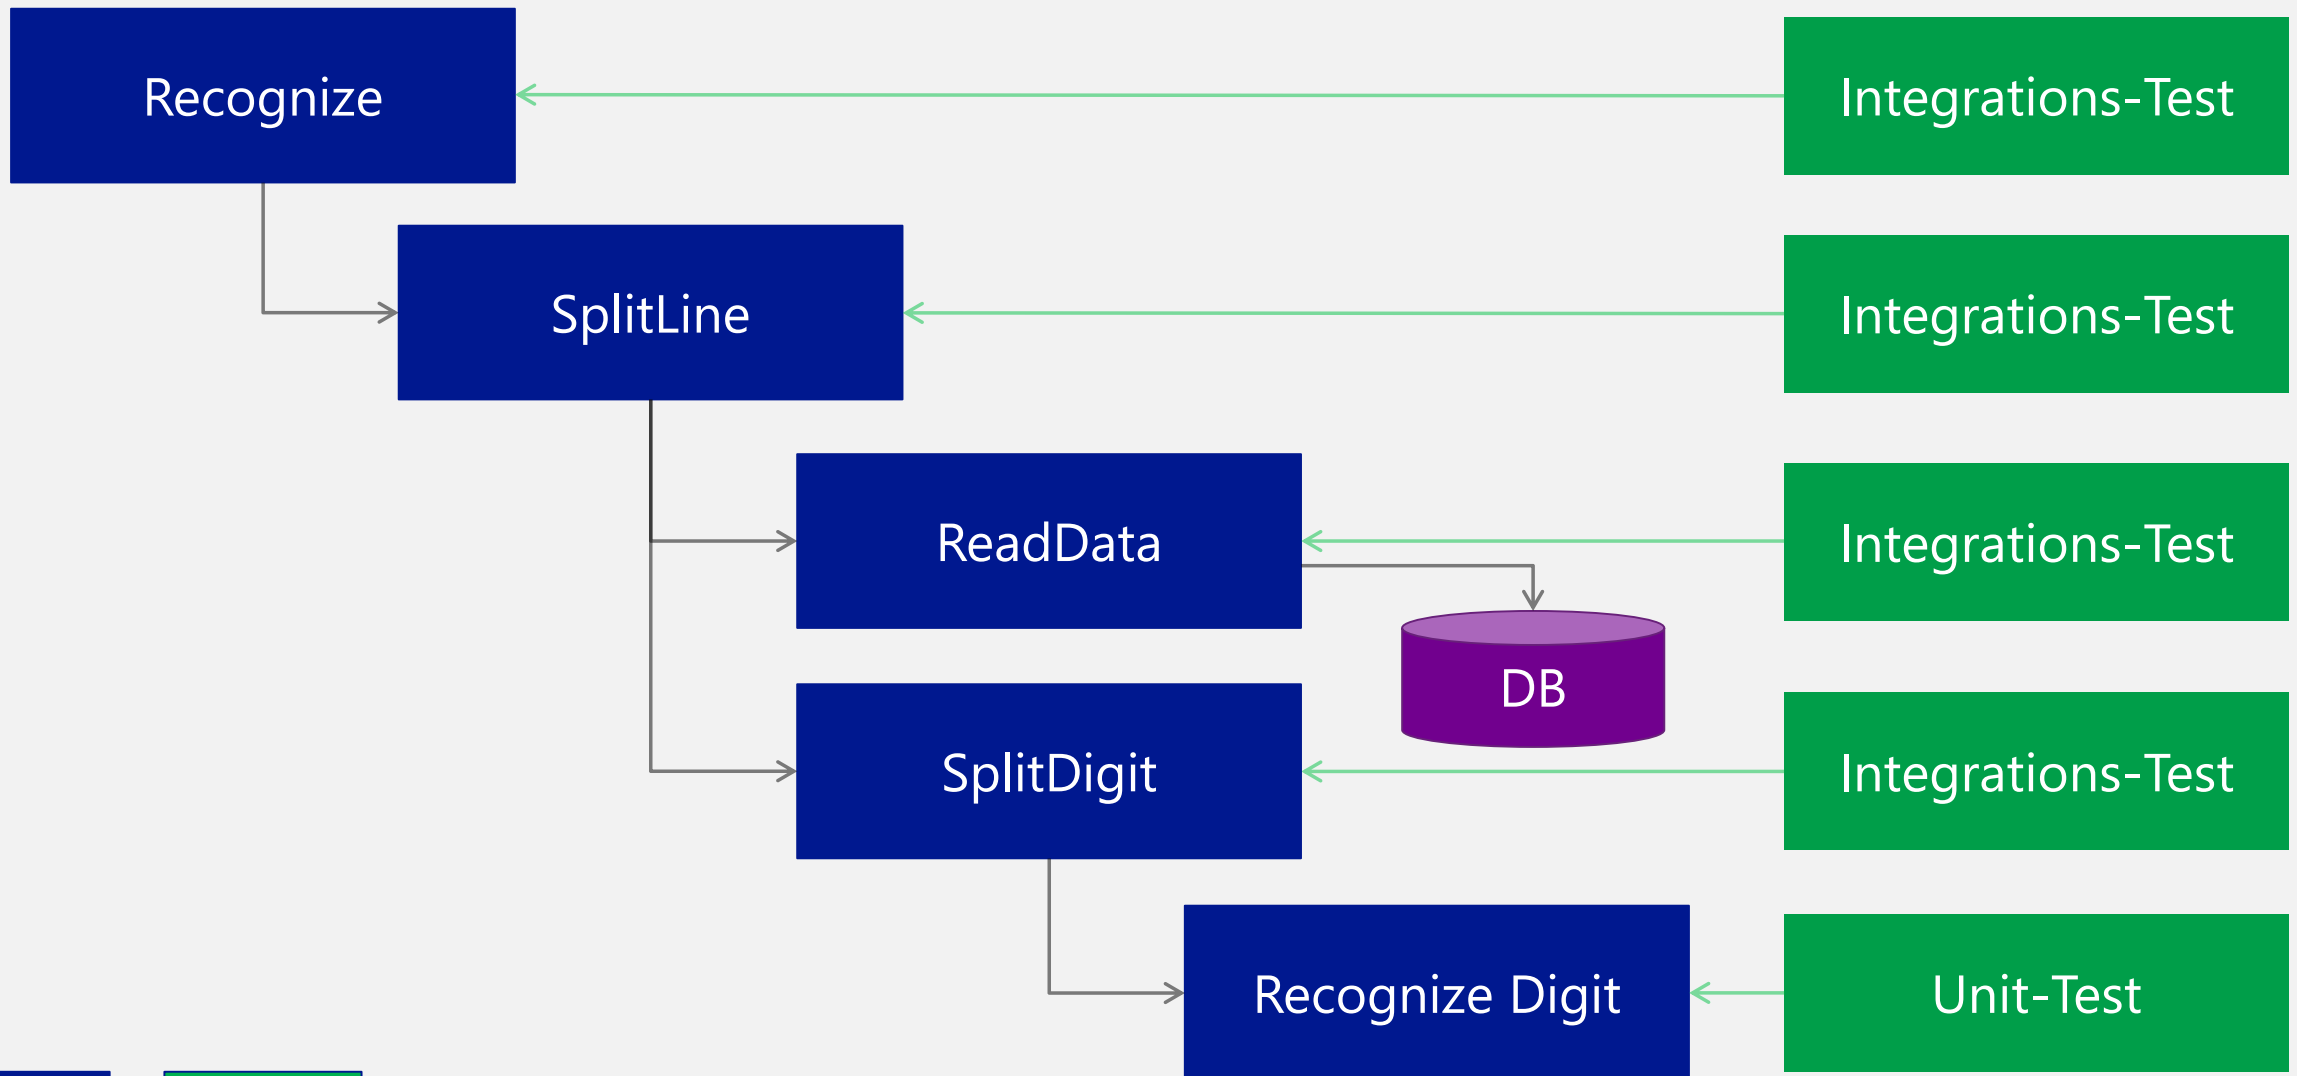 Recognize
Integrations-Test
SplitLine
Integrations-Test
ReadData
Integrations-Test
DB
SplitDigit
Integrations-Test
Recognize Digit
Unit-Test